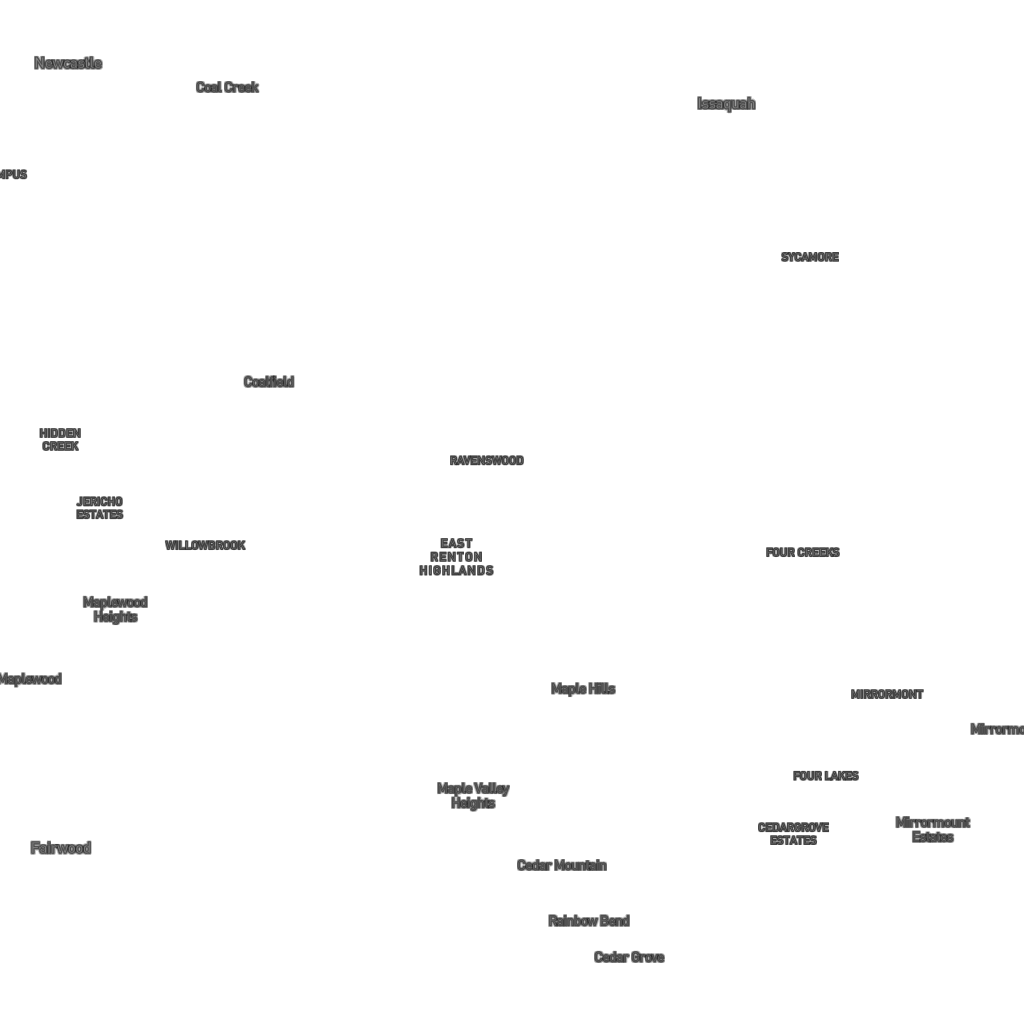 Newcastle
Coal Creek
Issaquah
MPUS
SYCAMORE
Coalfield
HIDDEN
CREEK
RAVENSWOOD
JERICHO
ESTATES
WILLOWBROOK
EAST
RENTON
HIGHLANDS
FOUR CREEKS
Maplewood
Heights
Maplewood
Maple Hills
MIRRORMONT
Mirrormo
FOUR LAKES
Maple Valley
Heights
CEDARGROVE
ESTATES
Mirrormount
Estates
Fairwood
Cedar Mountain
Rainbow Bend
Cedar Grove